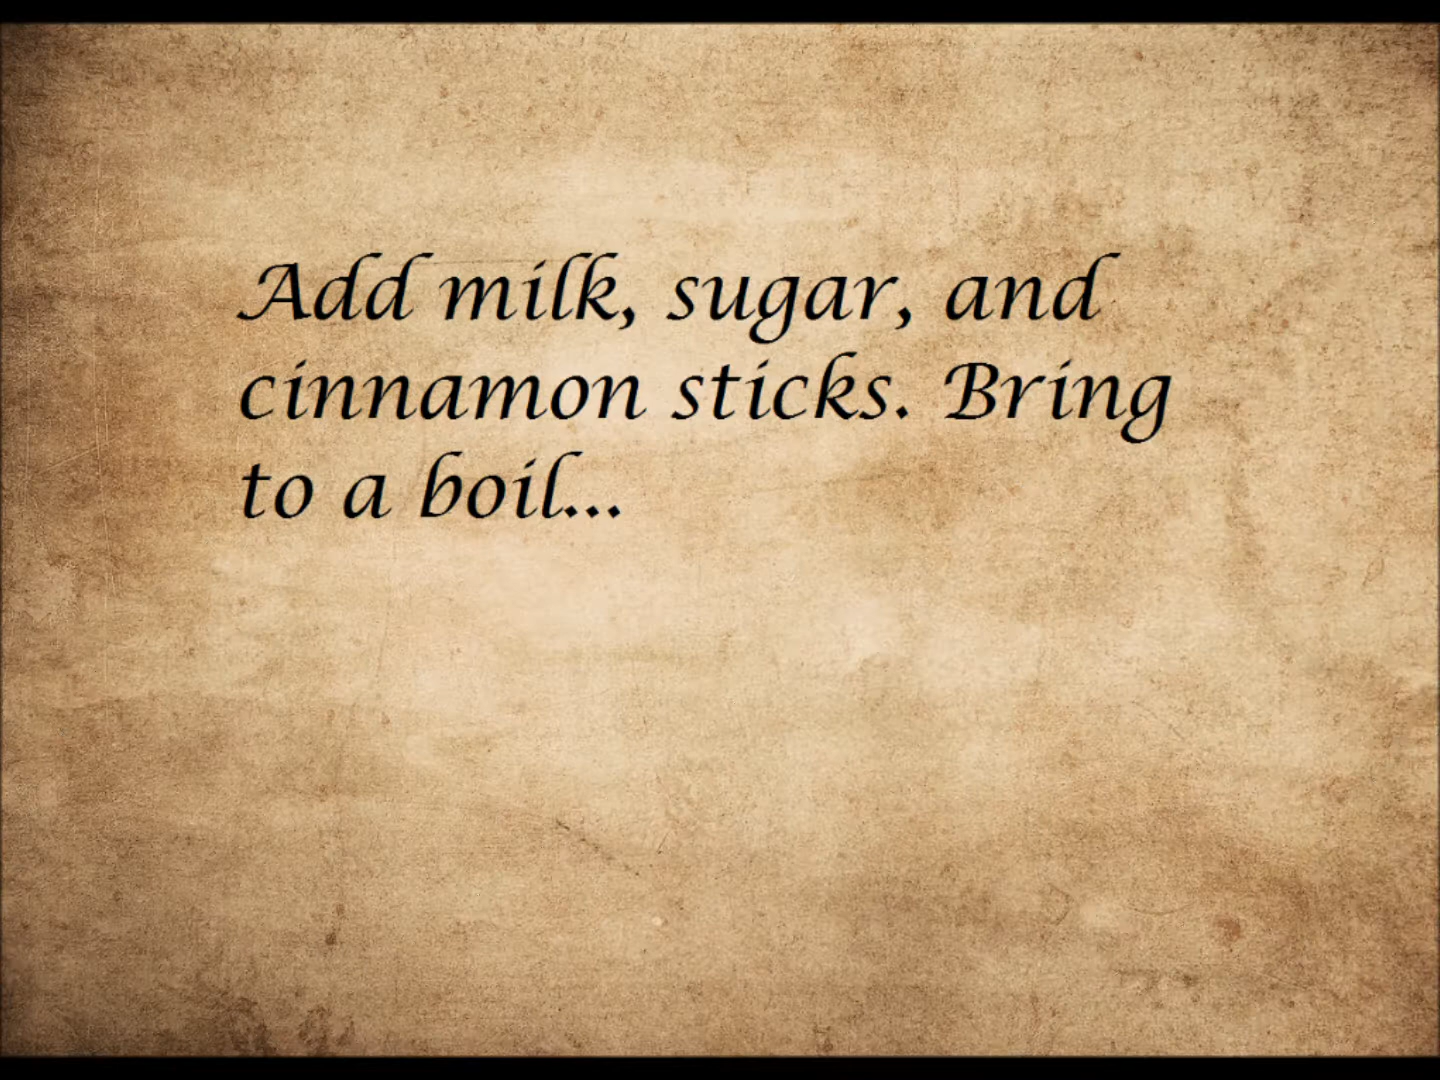 Add milk, sugar, and
cinnamon sticks. Bring
to a boil...